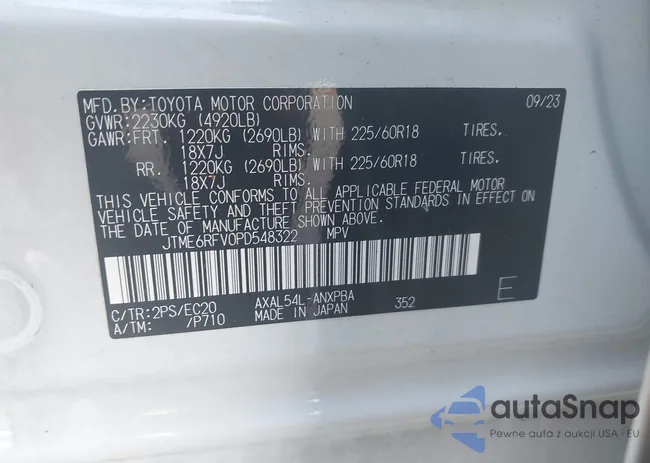 MFD.BY:TOYOTA MOTOR CORPORATION 09/23
GVWR:2230KG (4920LB)
GAWR:FRT. 1220KG (2690LB) WITH 225/60R18 TIRES.
18X7J RIMS.
RR. 1220KG (2690LB) WITH 225/60R18 TIRES.
18X7J RIMS.
THIS VEHICLE CONFORMS TO ALL APPLICABLE FEDERAL MOTOR
VEHICLE SAFETY AND THEFT PREVENTION STANDARDS IN EFFECT ON
THE DATE OF MANUFACTURE SHOWN ABOVE.
JTME6RFV0PD548322 MPV
C/TR:2PS/EC20 AXAL54L-ANXPBA 352 E
A/TM: /P710 MADE IN JAPAN
autaSnap
Pewne auta z aukcji USA i EU